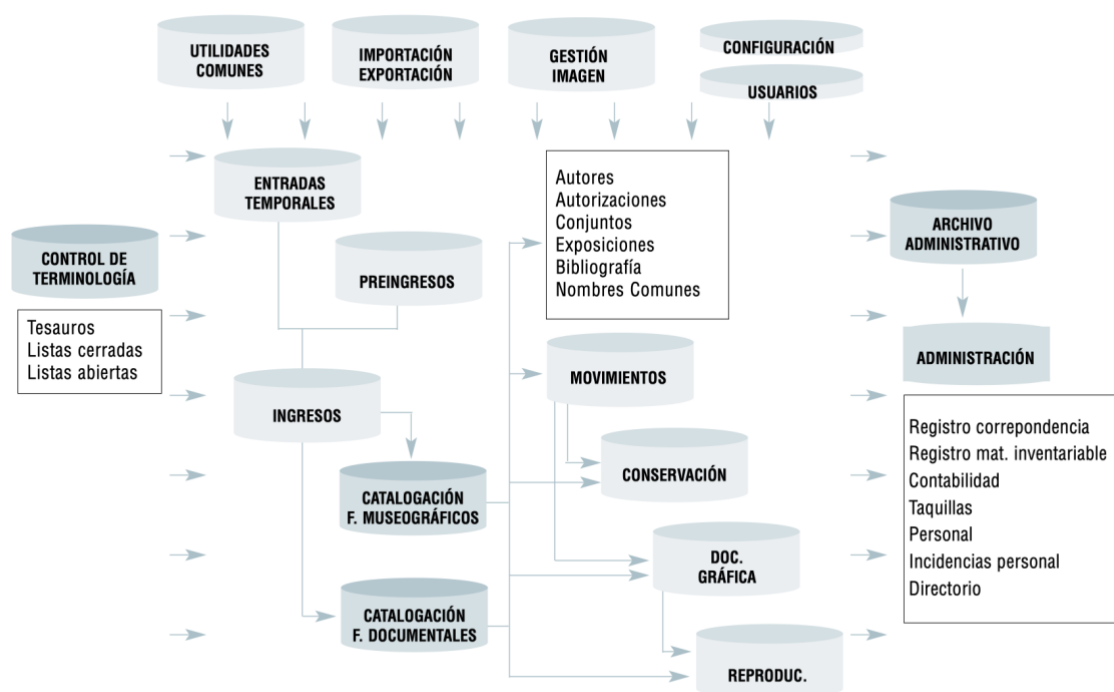 UTILIDADES
COMUNES
IMPORTACIÓN
EXPORTACIÓN
GESTIÓN
IMAGEN
CONFIGURACIÓN
USUARIOS
ENTRADAS
TEMPORALES
Autores
Autorizaciones
Conjuntos
Exposiciones
Bibliografía
Nombres Comunes
ARCHIVO
ADMINISTRATIVO
CONTROL DE
TERMINOLOGÍA
PREINGRESOS
Tesauros
Listas cerradas
Listas abiertas
ADMINISTRACIÓN
MOVIMIENTOS
INGRESOS
Registro correpondencia
Registro mat. inventariable
Contabilidad
Taquillas
Personal
Incidencias personal
Directorio
CONSERVACIÓN
CATALOGACIÓN
F. MUSEOGRÁFICOS
DOC.
GRÁFICA
CATALOGACIÓN
F. DOCUMENTALES
REPRODUC.